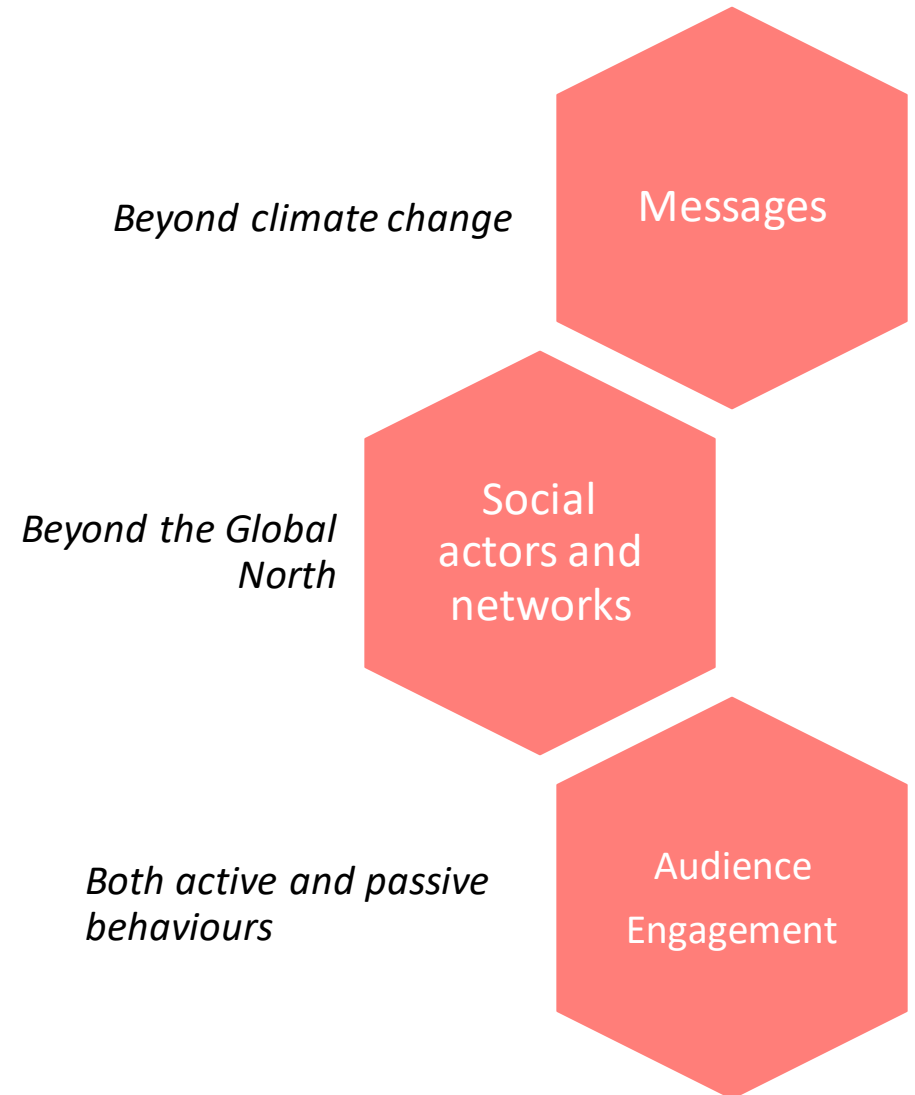 Beyond climate change
Messages
Beyond the Global
North
Social
actors and
networks
Both active and passive
behaviours
Audience
Engagement